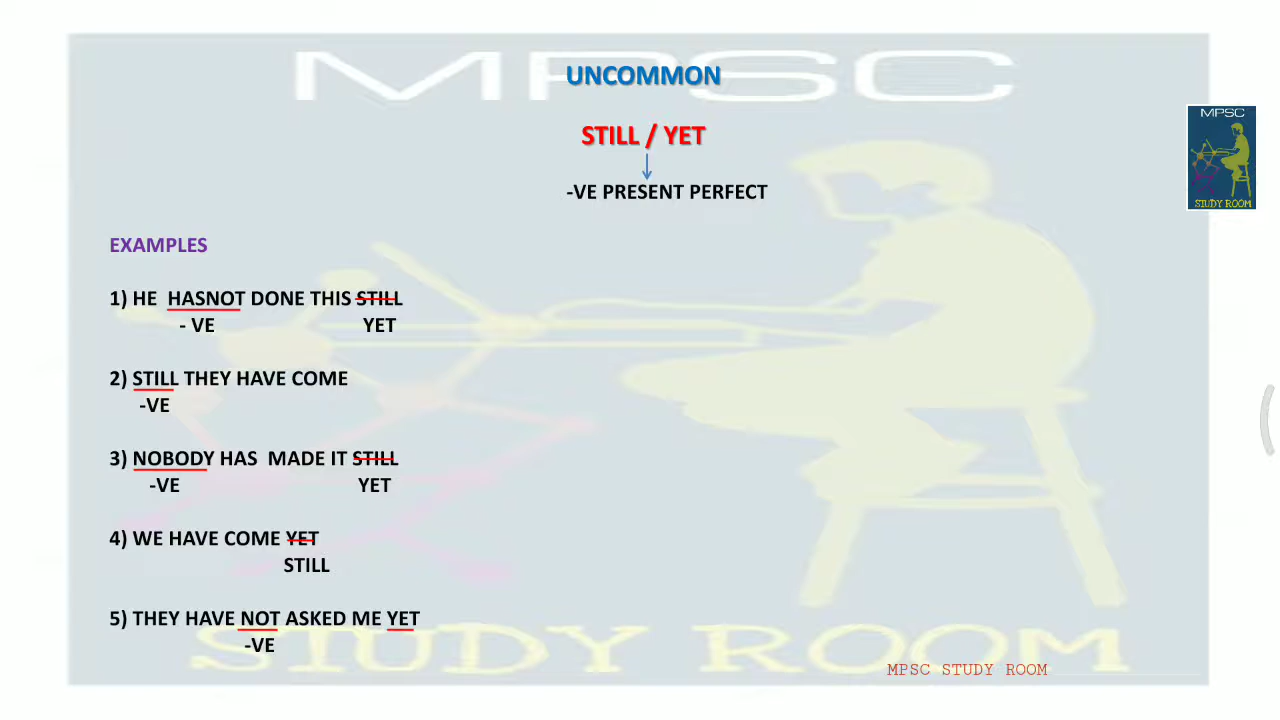 MPSC
UNCOMMON
STILL / YET
-VE PRESENT PERFECT
MPSC
STUDY ROOM
EXAMPLES
1) HE HASNOT DONE THIS STILL
- VE YET
2) STILL THEY HAVE COME
-VE
3) NOBODY HAS MADE IT STILL
-VE YET
4) WE HAVE COME YET
STILL
5) THEY HAVE NOT ASKED ME YET
-VE
STUDY ROOM
MPSC STUDY ROOM